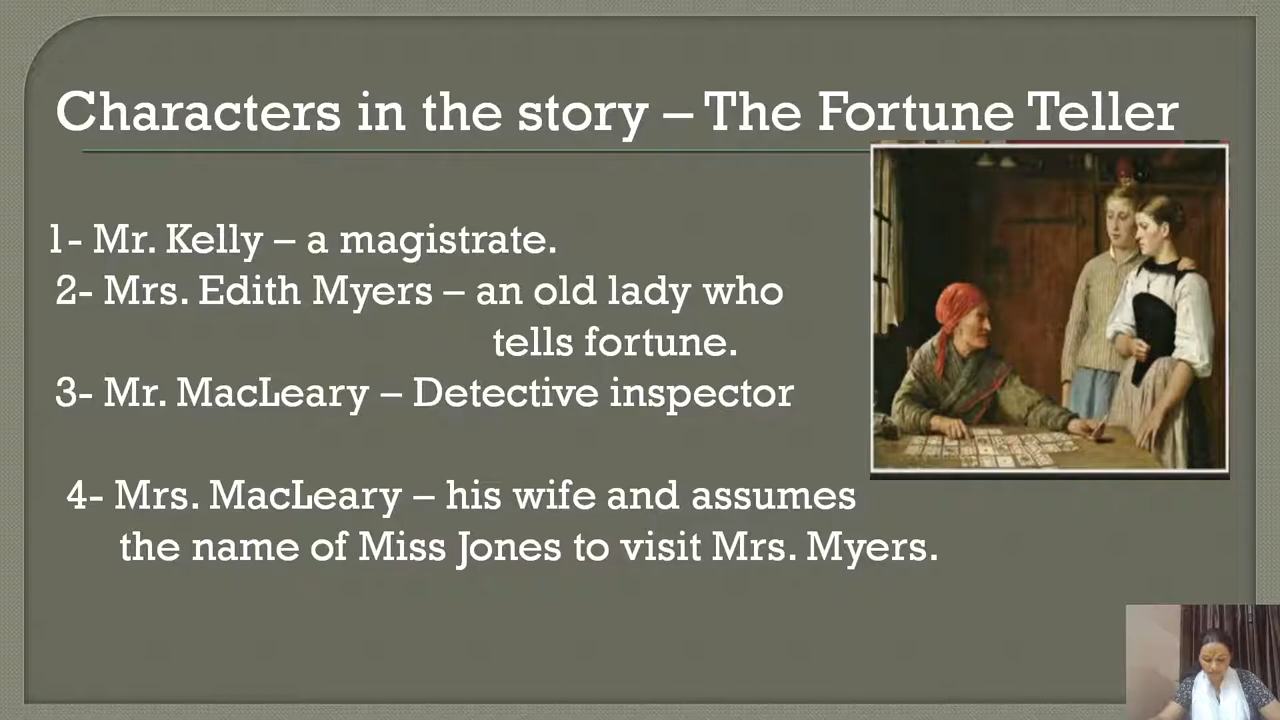 Characters in the story – The Fortune Teller
1- Mr. Kelly – a magistrate.
2- Mrs. Edith Myers – an old lady who
tells fortune.
3- Mr. MacLeary – Detective inspector
4- Mrs. MacLeary – his wife and assumes
the name of Miss Jones to visit Mrs. Myers.